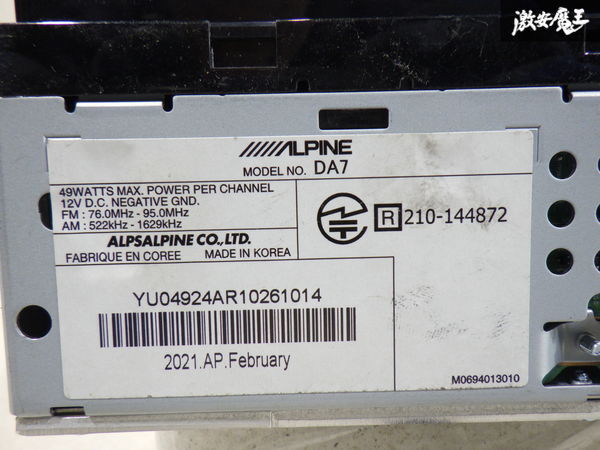 激安魔王
ALPINE
MODEL NO. DA7
49WATTS MAX. POWER PER CHANNEL
12V D.C. NEGATIVE GND.
FM : 76.0MHz - 95.0MHz
AM : 522kHz - 1629kHz
ALPSALPINE CO.,LTD.
FABRIQUE EN COREE MADE IN KOREA
R 210-144872
YU04924AR10261014
2021.AP.February
M0694013010